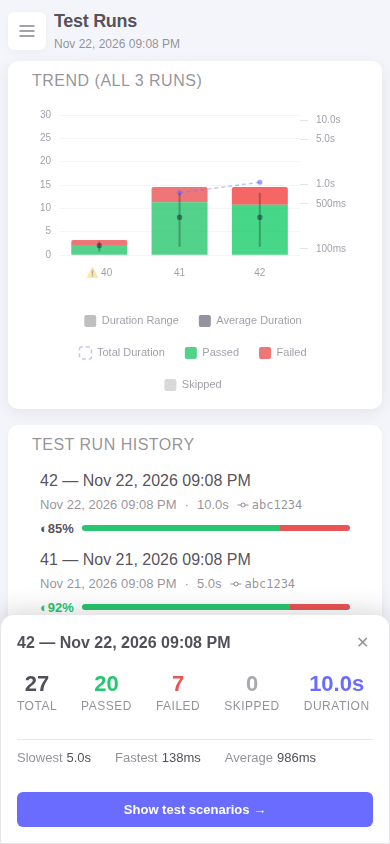 Test Runs
Nov 22, 2026 09:08 PM
TREND (ALL 3 RUNS)
30
25
20
15
10
5
0
10.0s
5.0s
1.0s
500ms
100ms
⚠️ 40
41
42
Duration Range
Average Duration
Total Duration
Passed
Failed
Skipped
TEST RUN HISTORY
42 — Nov 22, 2026 09:08 PM
Nov 22, 2026 09:08 PM · 10.0s abc1234
85%
41 — Nov 21, 2026 09:08 PM
Nov 21, 2026 09:08 PM · 5.0s abc1234
92%
42 — Nov 22, 2026 09:08 PM ✕
27 20 7 0 10.0s
TOTAL PASSED FAILED SKIPPED DURATION
Slowest 5.0s Fastest 138ms Average 986ms
Show test scenarios →